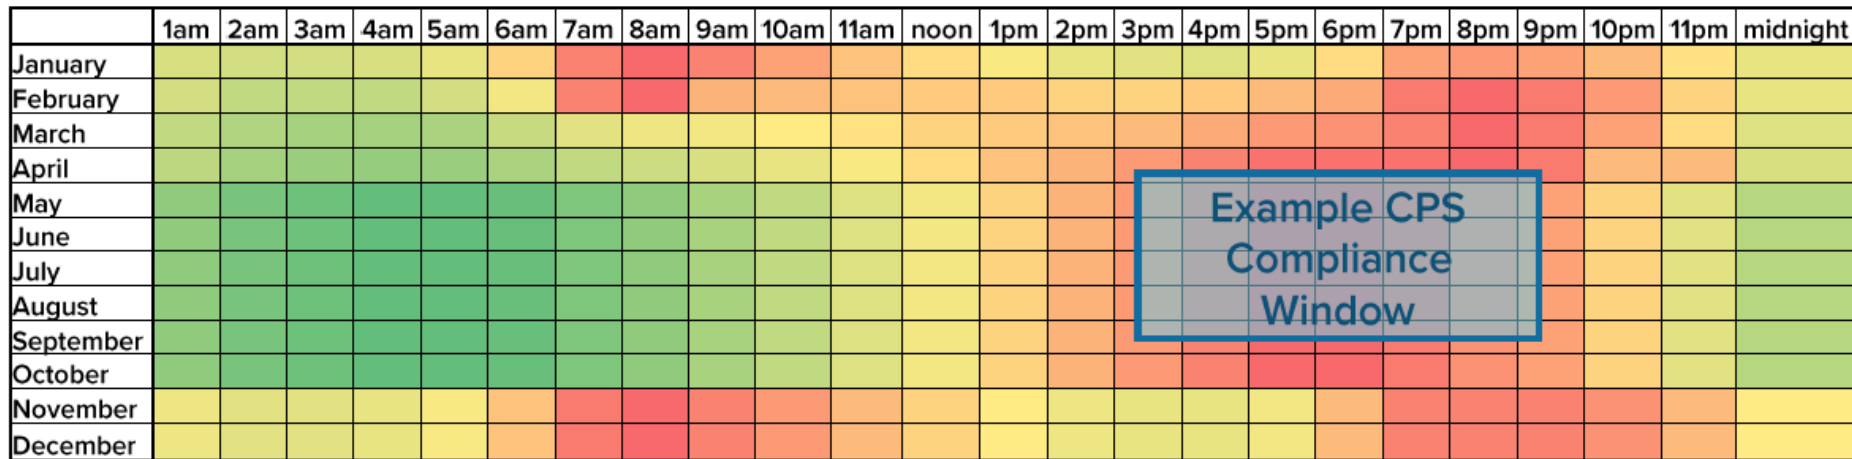 1am 2am 3am 4am 5am 6am 7am 8am 9am 10am 11am noon 1pm 2pm 3pm 4pm 5pm 6pm 7pm 8pm 9pm 10pm 11pm midnight
January
February
March
April
May
June
July
August
September
October
November
December
Example CPS
Compliance
Window